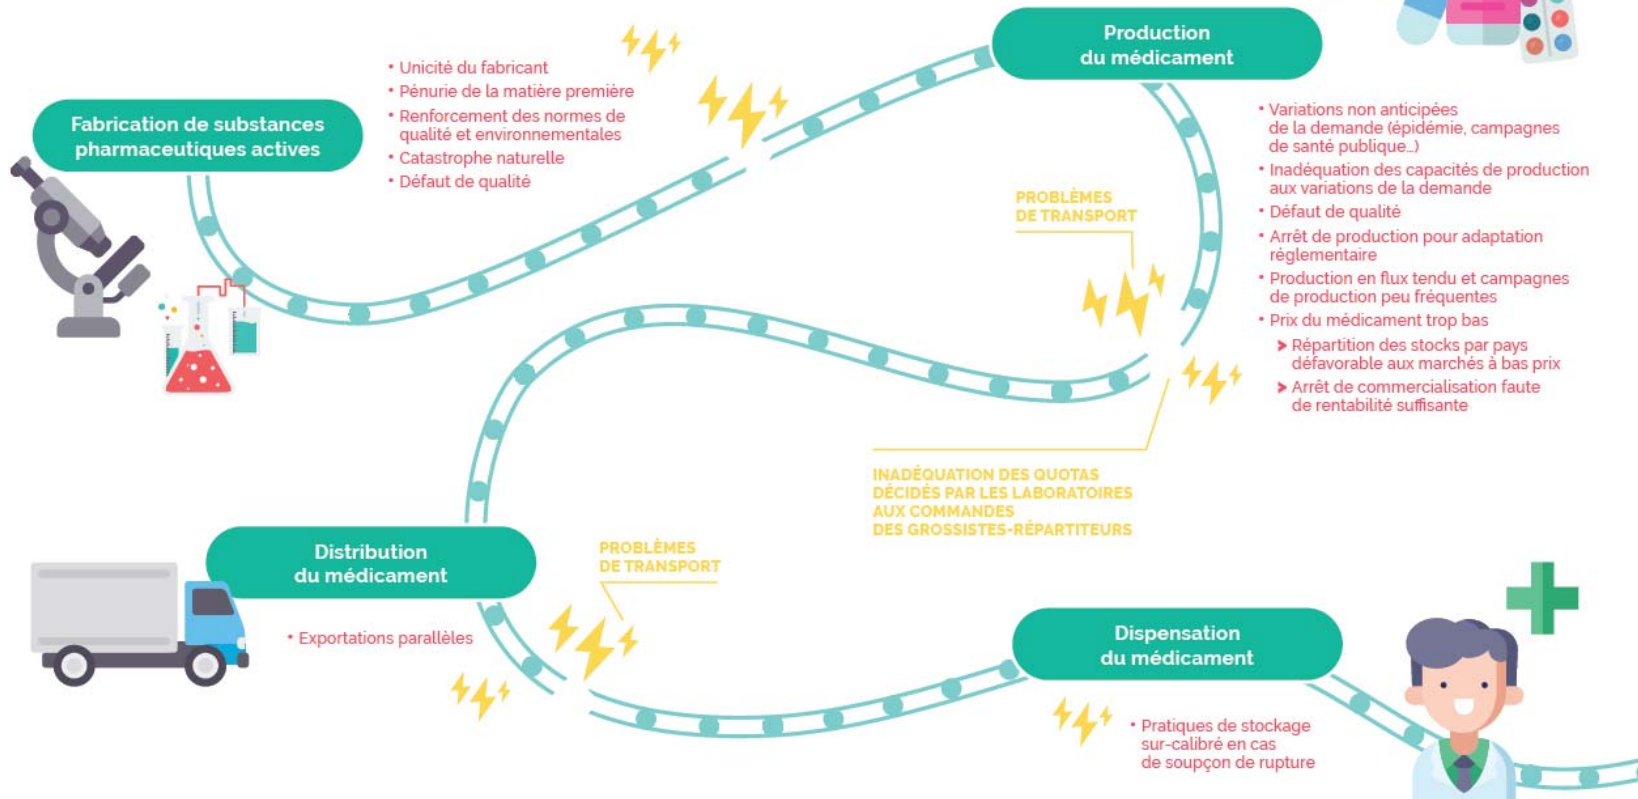 Fabrication de substances
pharmaceutiques actives
• Unicité du fabricant
• Pénurie de la matière première
• Renforcement des normes de
qualité et environnementales
• Catastrophe naturelle
• Défaut de qualité
Production
du médicament
• Variations non anticipées
de la demande (épidémie, campagnes
de santé publique...)
• Inadéquation des capacités de production
aux variations de la demande
• Défaut de qualité
• Arrêt de production pour adaptation
règlementaire
• Production en flux tendu et campagnes
de production peu fréquentes
• Prix du médicament trop bas
> Répartition des stocks par pays
défavorable aux marchés à bas prix
> Arrêt de commercialisation faute
de rentabilité suffisante
PROBLÈMES
DE TRANSPORT
INADÉQUATION DES QUOTAS
DÉCIDÉS PAR LES LABORATOIRES
AUX COMMANDES
DES GROSSISTES-RÉPARTITEURS
Distribution
du médicament
• Exportations parallèles
PROBLÈMES
DE TRANSPORT
Dispensation
du médicament
• Pratiques de stockage
sur-calibré en cas
de soupçon de rupture